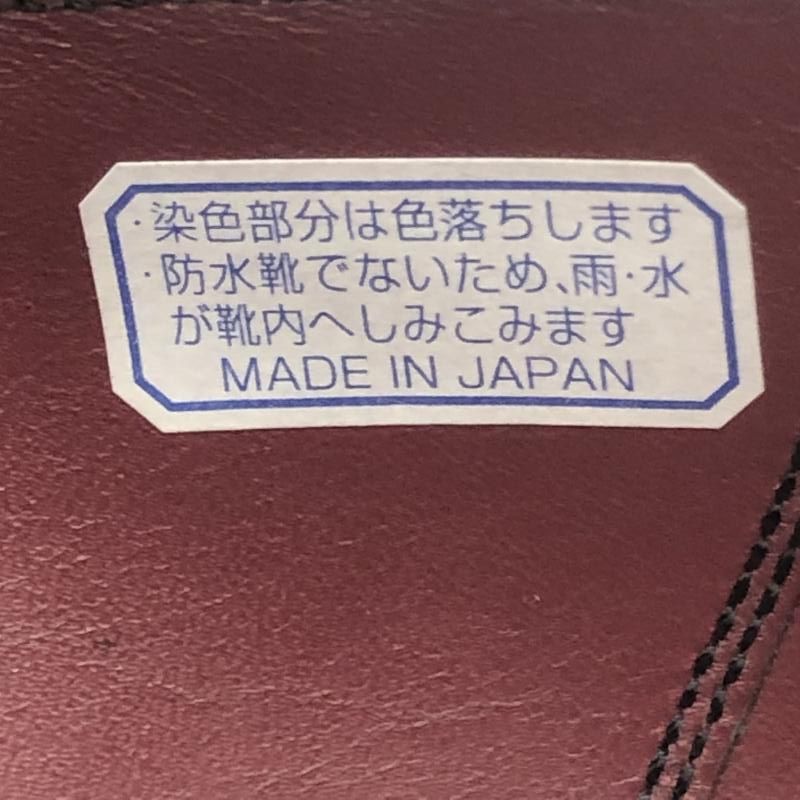 ・染色部分は色落ちします
・防水靴でないため、雨・水
が靴内へしみこみます
MADE IN JAPAN